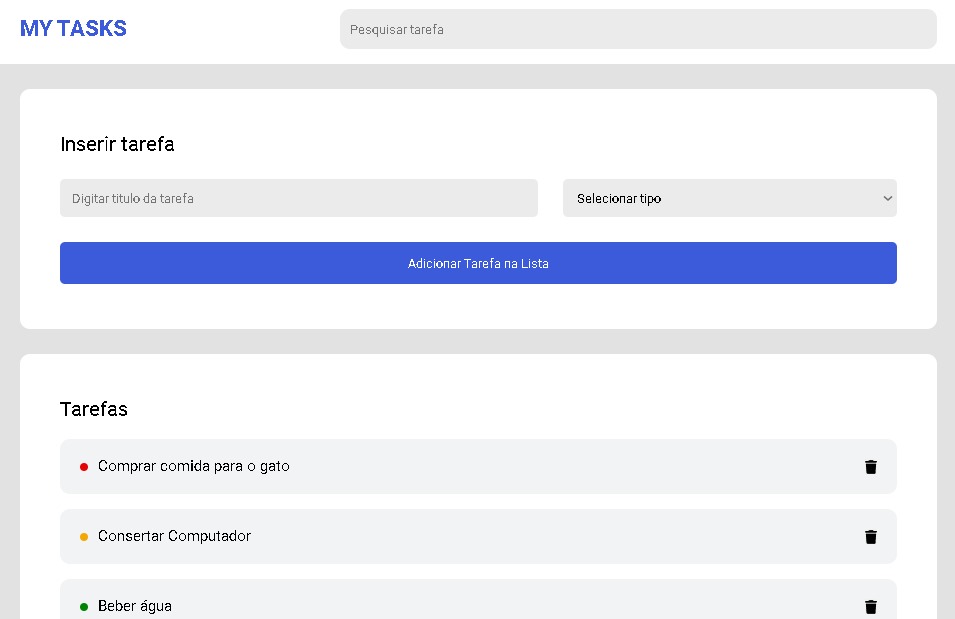 MY TASKS
Pesquisar tarefa
Inserir tarefa
Digitar titulo da tarefa
Selecionar tipo
Adicionar Tarefa na Lista
Tarefas
Comprar comida para o gato
Consertar Computador
Beber água